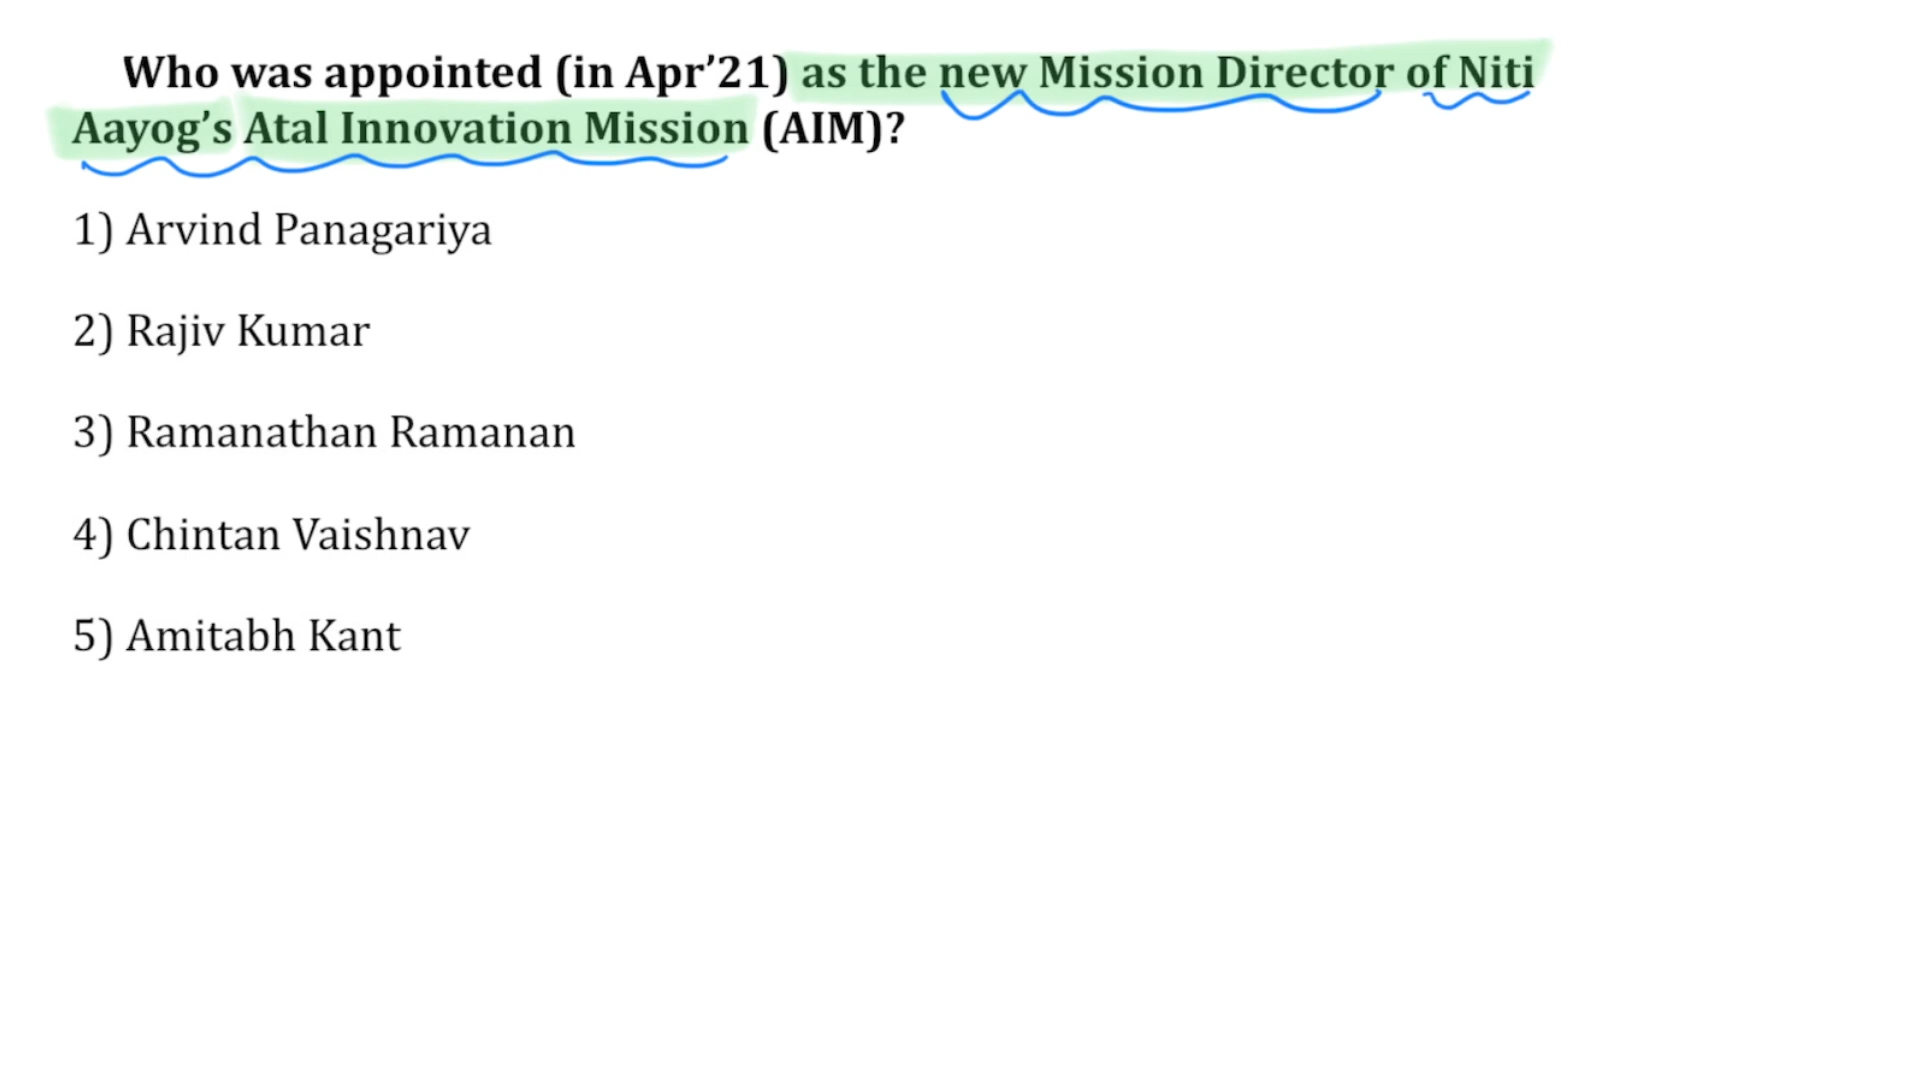 Who was appointed (in Apr’21) as the new Mission Director of Niti
Aayog’s Atal Innovation Mission (AIM)?
1) Arvind Panagariya
2) Rajiv Kumar
3) Ramanathan Ramanan
4) Chintan Vaishnav
5) Amitabh Kant